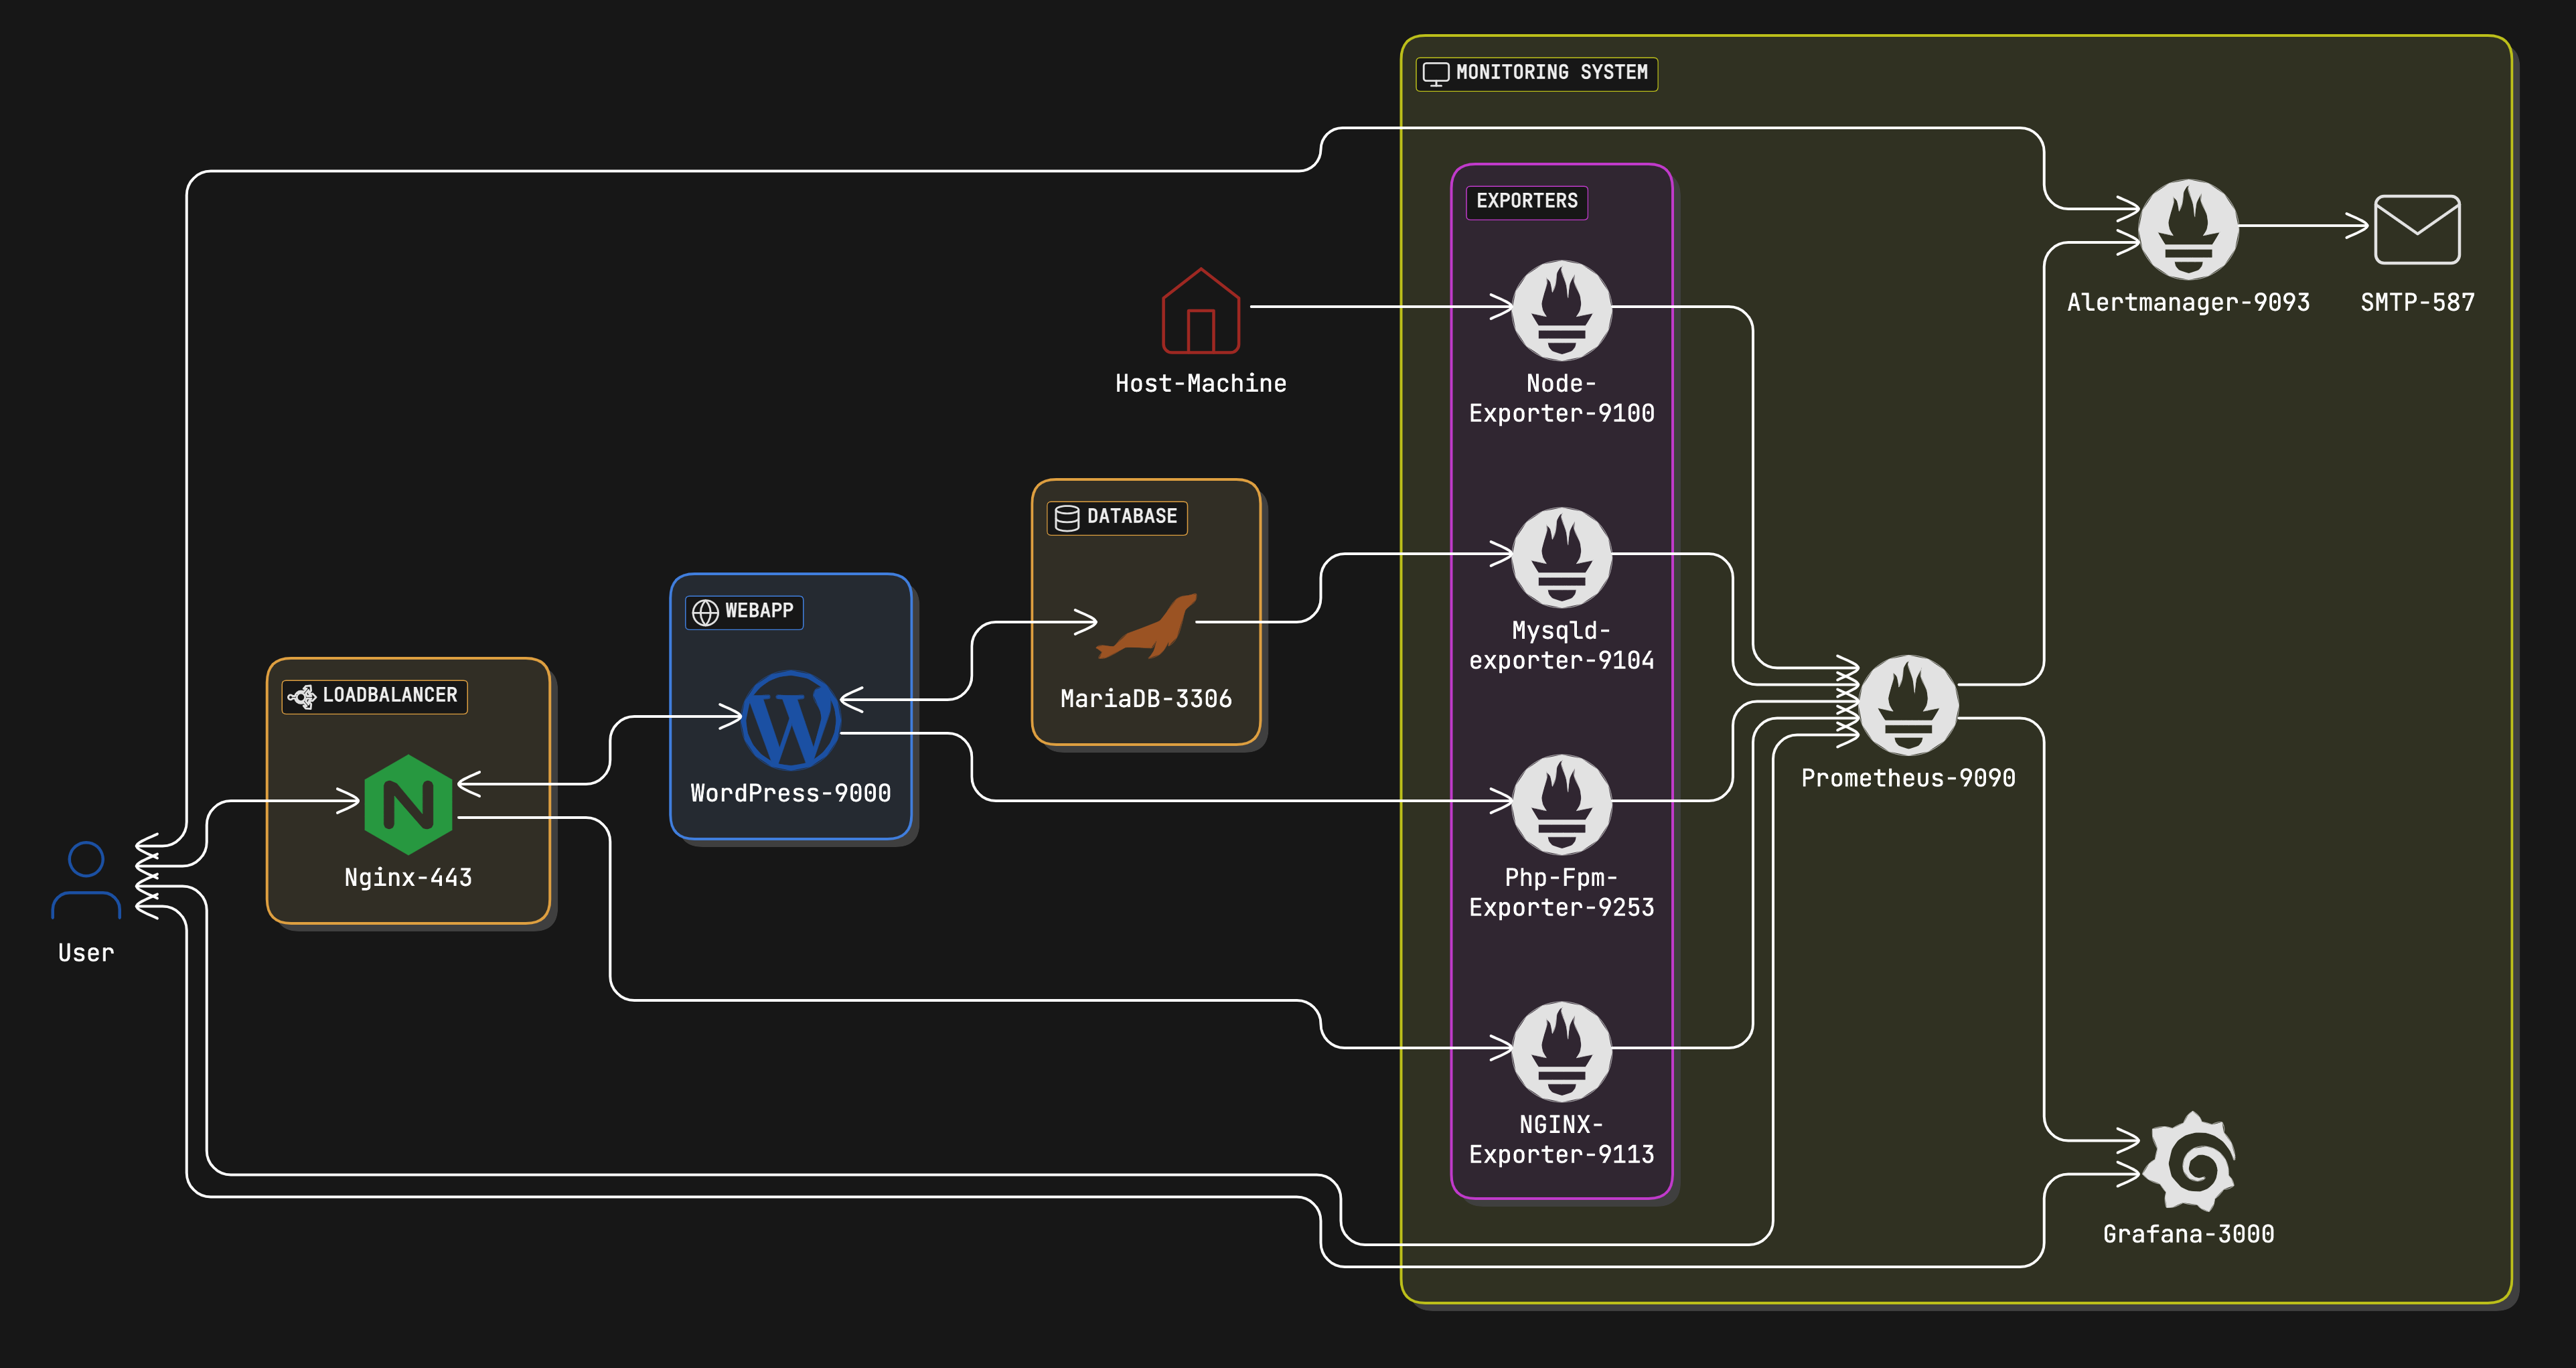 MONITORING SYSTEM
EXPORTERS
Alertmanager-9093
SMTP-587
Host-Machine
Node-
Exporter-9100
DATABASE
MariaDB-3306
Mysqld-
exporter-9104
WEBAPP
WordPress-9000
LOADBALANCER
Nginx-443
User
Prometheus-9090
Php-Fpm-
Exporter-9253
NGINX-
Exporter-9113
Grafana-3000